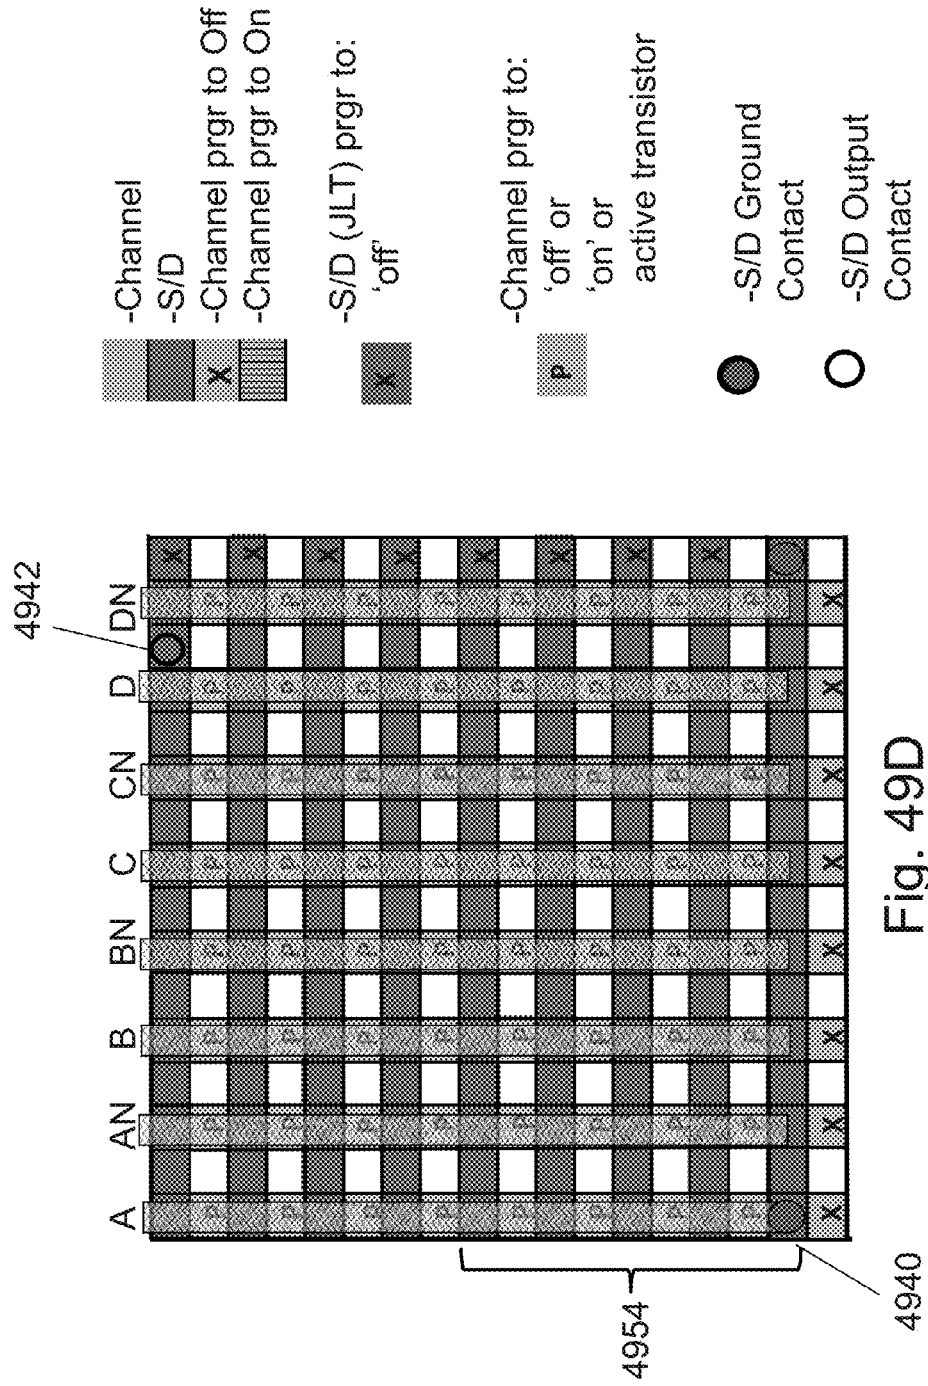 4942
A AN B BN C CN D DN
X
P P P P P P P P
X
P P P P P P P P
X
P P P P P P P P
X
P P P P P P P P
X
P P P P P P P P
X
P P P P P P P P
X
P P P P P P P P
X
P P P P P P P P
X X X X X X X X
4954
4940
-Channel
-S/D
X -Channel prgr to Off
-Channel prgr to On
X -S/D (JLT) prgr to:
'off'
P -Channel prgr to:
'off' or
'on' or
active transistor
-S/D Ground
Contact
-S/D Output
Contact
Fig. 49D